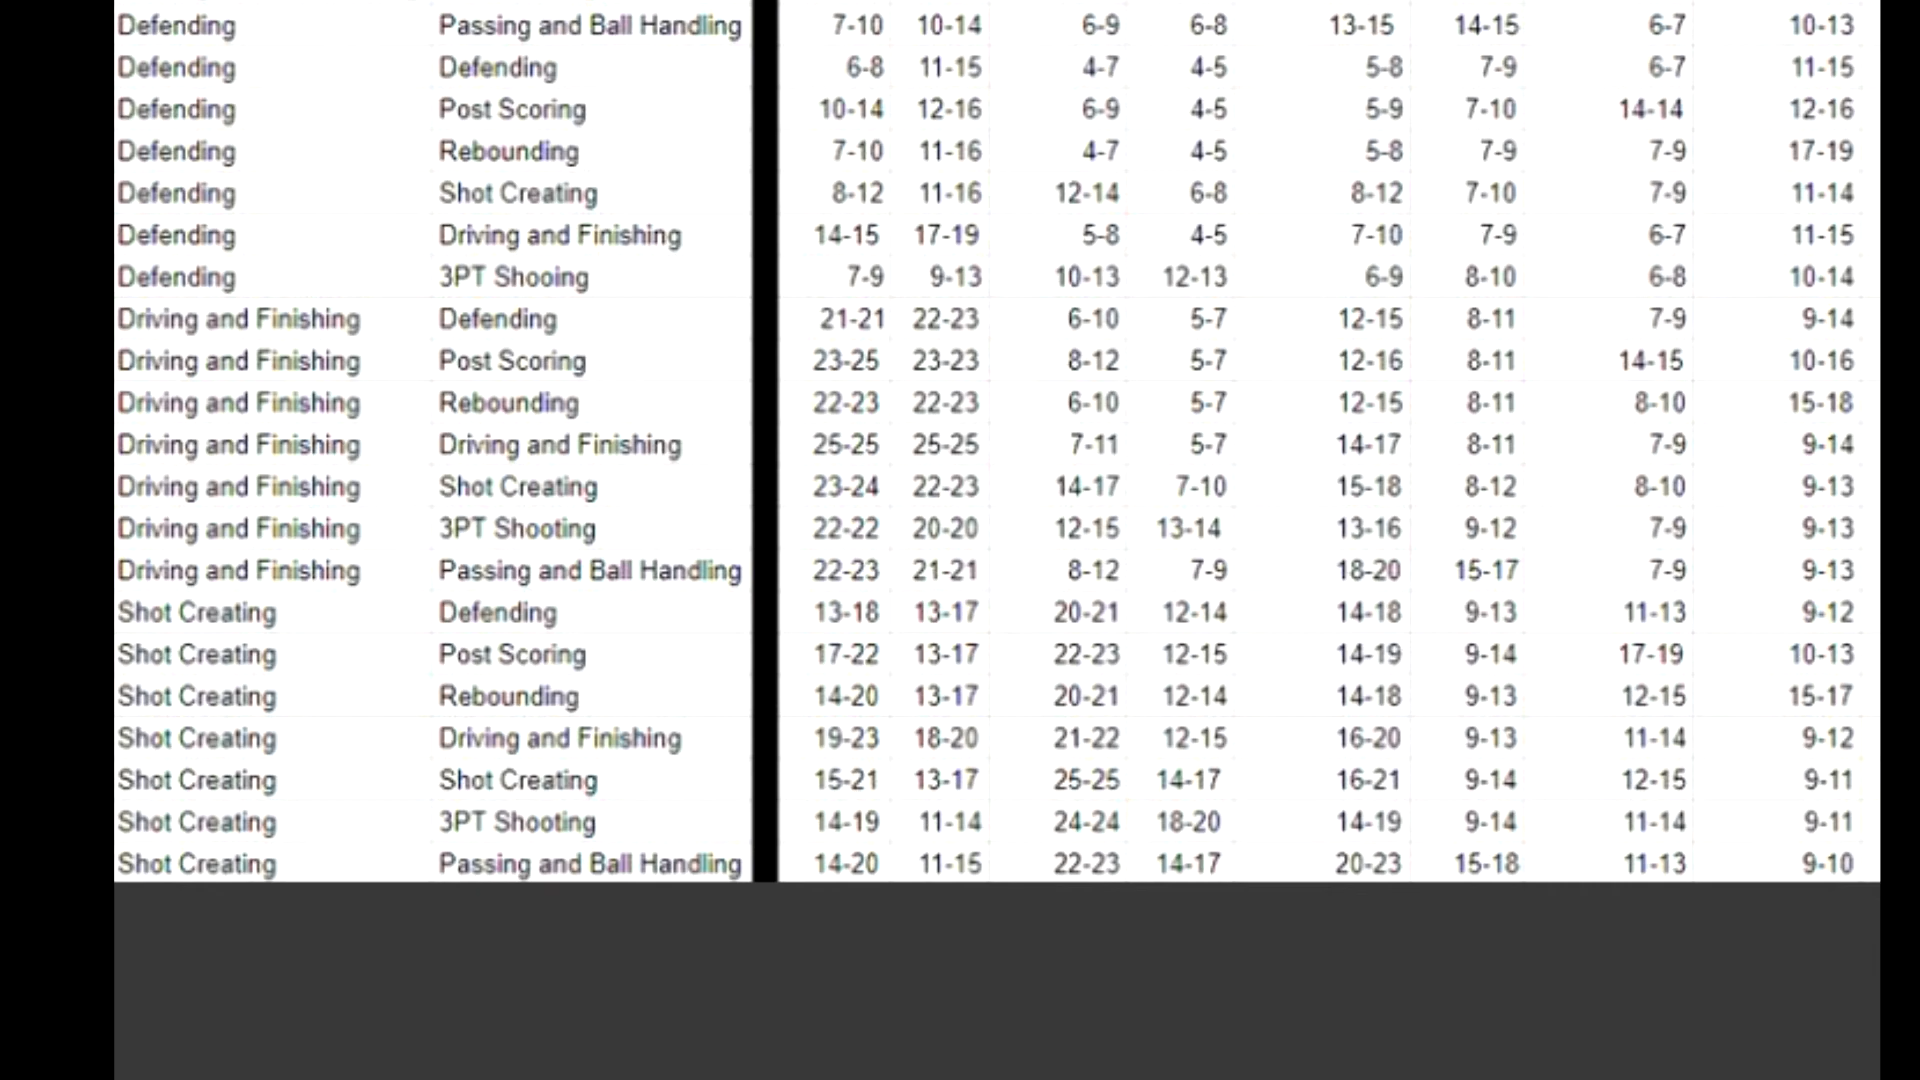 Defending Passing and Ball Handling 7-10 10-14 6-9 6-8 13-15 14-15 6-7 10-13
Defending Defending 6-8 11-15 4-7 4-5 5-8 7-9 6-7 11-15
Defending Post Scoring 10-14 12-16 6-9 4-5 5-9 7-10 14-14 12-16
Defending Rebounding 7-10 11-16 4-7 4-5 5-8 7-9 7-9 17-19
Defending Shot Creating 8-12 11-16 12-14 6-8 8-12 7-10 7-9 11-14
Defending Driving and Finishing 14-15 17-19 5-8 4-5 7-10 7-9 6-7 11-15
Defending 3PT Shooing 7-9 9-13 10-13 12-13 6-9 8-10 6-8 10-14
Driving and Finishing Defending 21-21 22-23 6-10 5-7 12-15 8-11 7-9 9-14
Driving and Finishing Post Scoring 23-25 23-23 8-12 5-7 12-16 8-11 14-15 10-16
Driving and Finishing Rebounding 22-23 22-23 6-10 5-7 12-15 8-11 8-10 15-18
Driving and Finishing Driving and Finishing 25-25 25-25 7-11 5-7 14-17 8-11 7-9 9-14
Driving and Finishing Shot Creating 23-24 22-23 14-17 7-10 15-18 8-12 8-10 9-13
Driving and Finishing 3PT Shooting 22-22 20-20 12-15 13-14 13-16 9-12 7-9 9-13
Driving and Finishing Passing and Ball Handling 22-23 21-21 8-12 7-9 18-20 15-17 7-9 9-13
Shot Creating Defending 13-18 13-17 20-21 12-14 14-18 9-13 11-13 9-12
Shot Creating Post Scoring 17-22 13-17 22-23 12-15 14-19 9-14 17-19 10-13
Shot Creating Rebounding 14-20 13-17 20-21 12-14 14-18 9-13 12-15 15-17
Shot Creating Driving and Finishing 19-23 18-20 21-22 12-15 16-20 9-13 11-14 9-12
Shot Creating Shot Creating 15-21 13-17 25-25 14-17 16-21 9-14 12-15 9-11
Shot Creating 3PT Shooting 14-19 11-14 24-24 18-20 14-19 9-14 11-14 9-11
Shot Creating Passing and Ball Handling 14-20 11-15 22-23 14-17 20-23 15-18 11-13 9-10